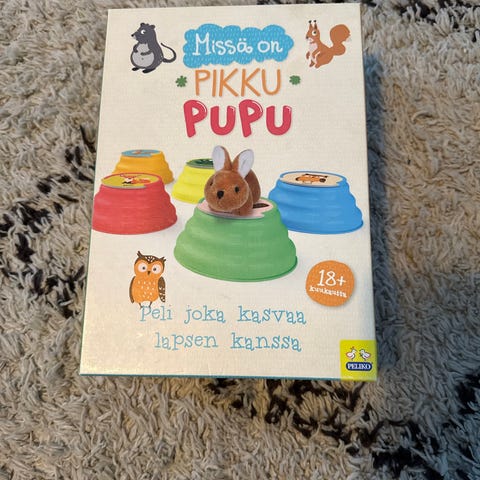 Missä on
PIKKU
PUPU
18+
kuukautta
Peli joka kasvaa
lapsen kanssa
PELIKO